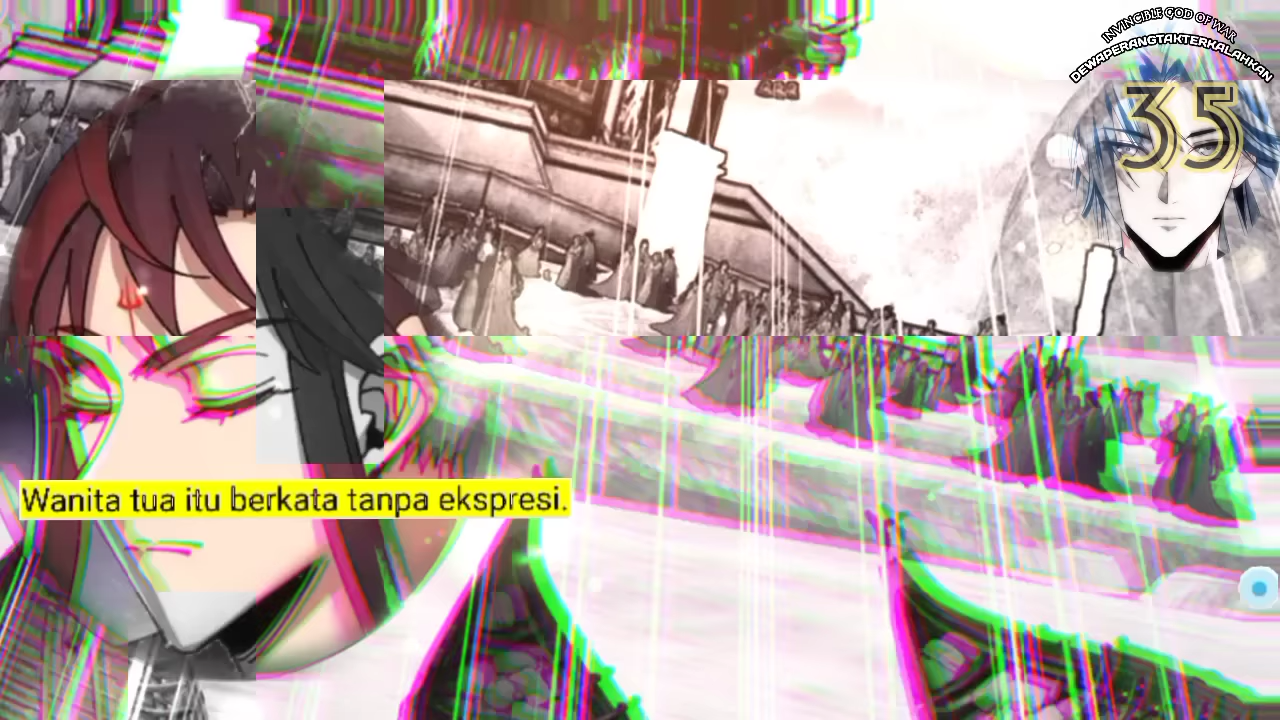 INVINCIBLE GOD OF WAR
DEWAPERANGTAKTERKALAHKAN
35
Wanita tua itu berkata tanpa ekspresi.